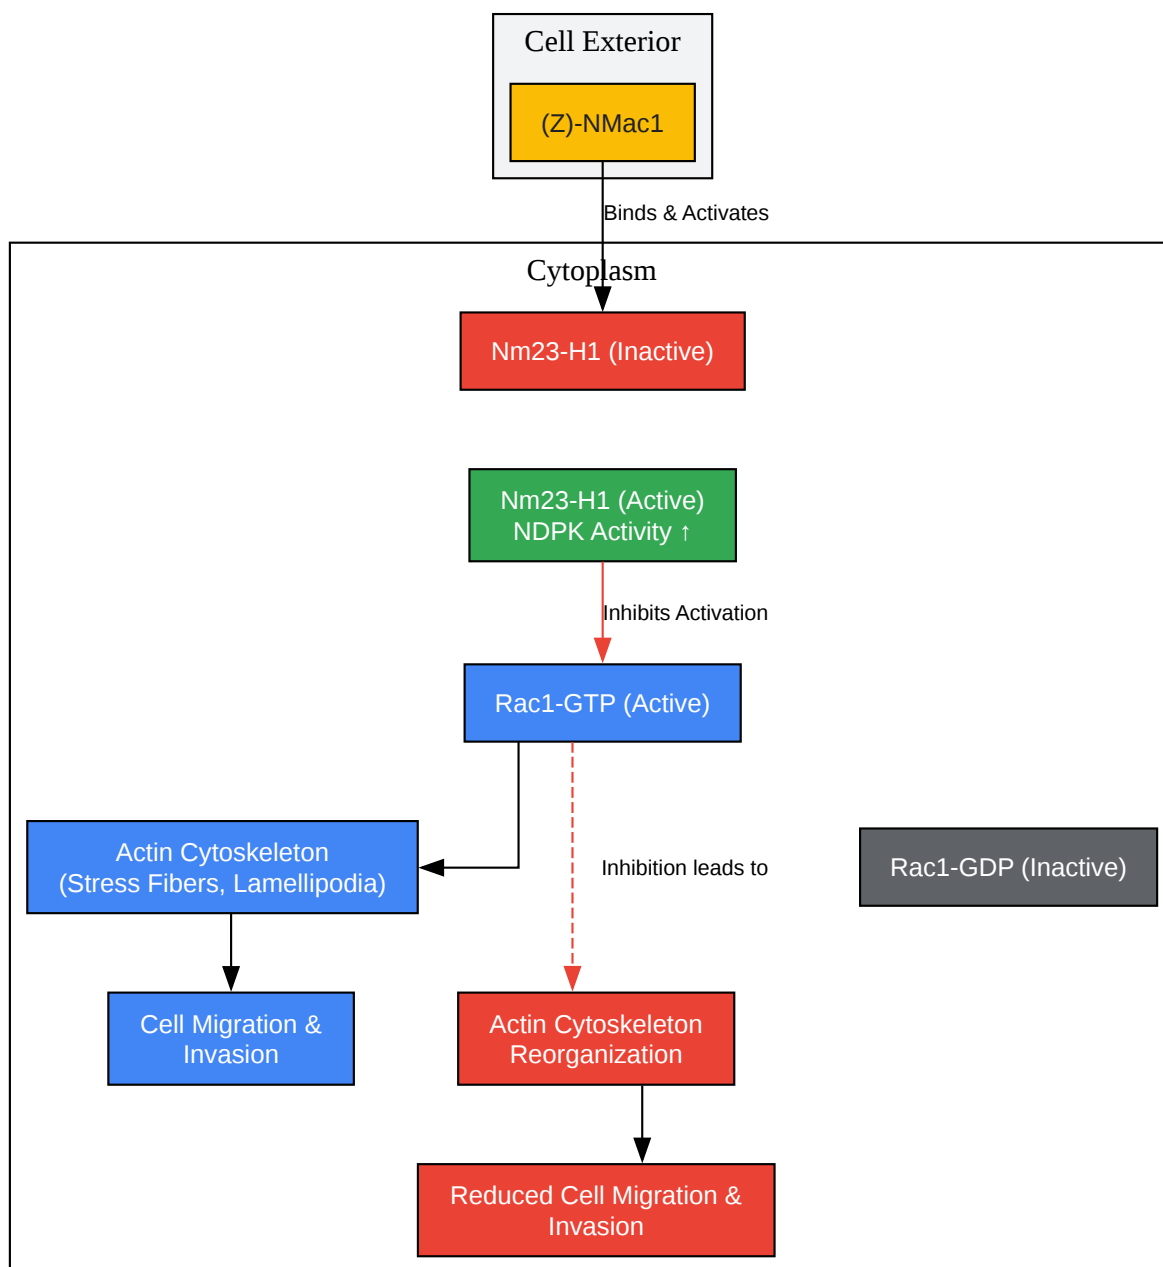 Cell Exterior
(Z)-NMac1
Binds & Activates
Cytoplasm
Nm23-H1 (Inactive)
Nm23-H1 (Active)
NDPK Activity ↑
Inhibits Activation
Rac1-GTP (Active)
Actin Cytoskeleton
(Stress Fibers, Lamellipodia)
Inhibition leads to
Rac1-GDP (Inactive)
Cell Migration &
Invasion
Actin Cytoskeleton
Reorganization
Reduced Cell Migration &
Invasion